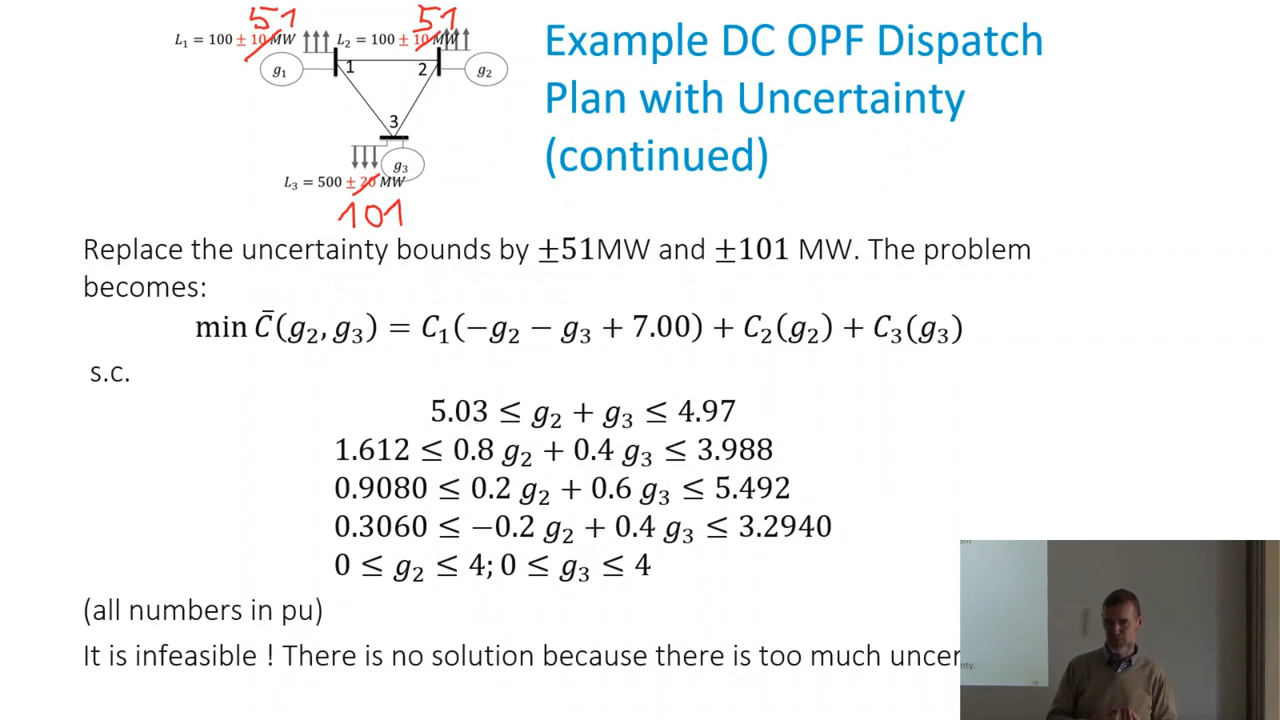 51
51
L₁ = 100 ± 10 MW
L₂ = 100 ± 10 MW
g₁
1
2
g₂
3
g₃
L₃ = 500 ± 20 MW
101
Example DC OPF Dispatch
Plan with Uncertainty
(continued)
Replace the uncertainty bounds by ±51MW and ±101 MW. The problem
becomes:
min C̄(g₂, g₃) = C₁(−g₂ − g₃ + 7.00) + C₂(g₂) + C₃(g₃)
s.c.
5.03 ≤ g₂ + g₃ ≤ 4.97
1.612 ≤ 0.8 g₂ + 0.4 g₃ ≤ 3.988
0.9080 ≤ 0.2 g₂ + 0.6 g₃ ≤ 5.492
0.3060 ≤ −0.2 g₂ + 0.4 g₃ ≤ 3.2940
0 ≤ g₂ ≤ 4; 0 ≤ g₃ ≤ 4
(all numbers in pu)
It is infeasible ! There is no solution because there is too much uncer